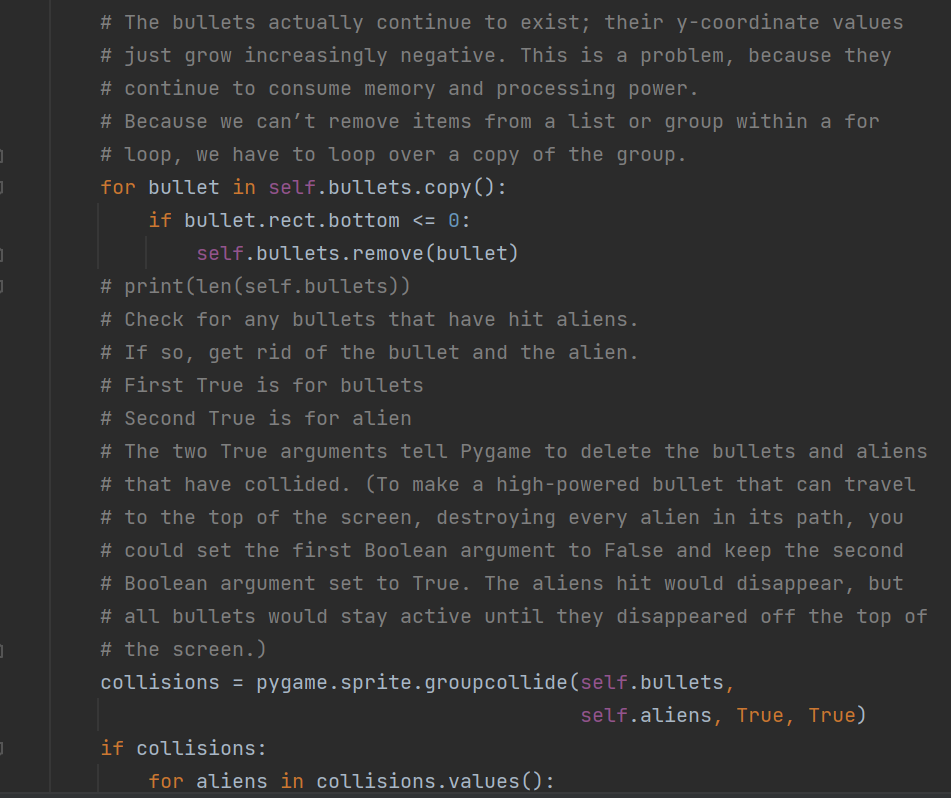 # The bullets actually continue to exist; their y-coordinate values
# just grow increasingly negative. This is a problem, because they
# continue to consume memory and processing power.
# Because we can’t remove items from a list or group within a for
# loop, we have to loop over a copy of the group.
for bullet in self.bullets.copy():
    if bullet.rect.bottom <= 0:
        self.bullets.remove(bullet)
# print(len(self.bullets))
# Check for any bullets that have hit aliens.
# If so, get rid of the bullet and the alien.
# First True is for bullets
# Second True is for alien
# The two True arguments tell Pygame to delete the bullets and aliens
# that have collided. (To make a high-powered bullet that can travel
# to the top of the screen, destroying every alien in its path, you
# could set the first Boolean argument to False and keep the second
# Boolean argument set to True. The aliens hit would disappear, but
# all bullets would stay active until they disappeared off the top of
# the screen.)
collisions = pygame.sprite.groupcollide(self.bullets,
                                        self.aliens, True, True)
if collisions:
    for aliens in collisions.values():